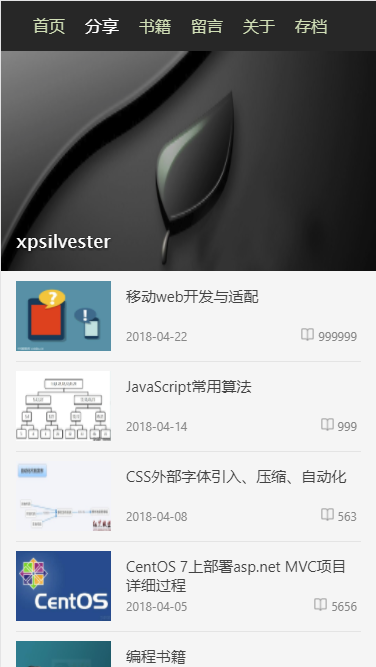 首页 分享 书籍 留言 关于 存档
xpsilvester
移动web开发与适配
2018-04-22 999999
JavaScript常用算法
2018-04-14 999
CSS外部字体引入、压缩、自动化
2018-04-08 563
CentOS
CentOS 7上部署asp.net MVC项目
详细过程
2018-04-05 5656
编程书籍